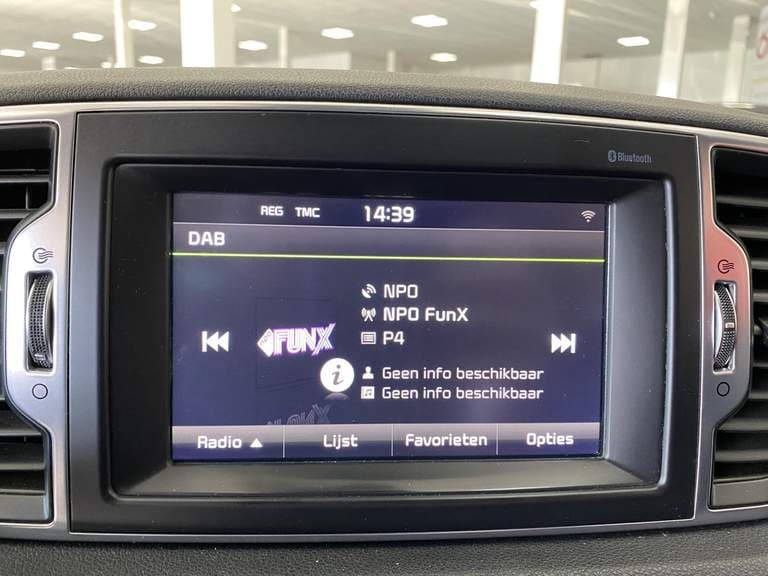 Bluetooth
REG TMC 14:39
DAB
NPO
NPO FunX
P4
FUNX
Geen info beschikbaar
Geen info beschikbaar
Radio Lijst Favorieten Opties